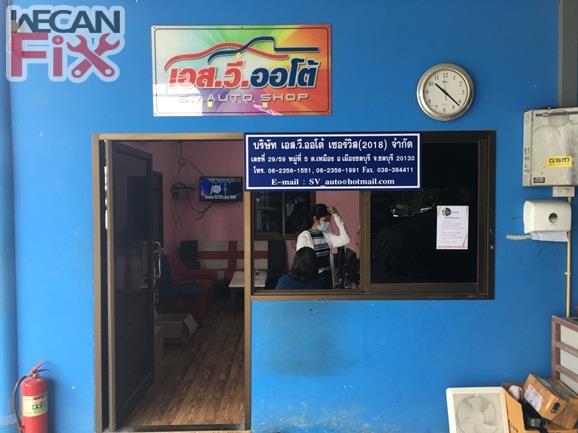 WECAN
FiX
เอส.วี.ออโต้
S.V.AUTO SHOP
บริษัท เอส.วี.ออโต้ เซอร์วิส(2018) จำกัด
เลขที่ 29/59 หมู่ที่ 5 ต.เหมือง อ.เมืองชลบุรี จ.ชลบุรี 20130
โทร. 06-2356-1551, 06-2356-1991 Fax. 038-384411
E-mail : SV_auto@hotmail.com
GSM